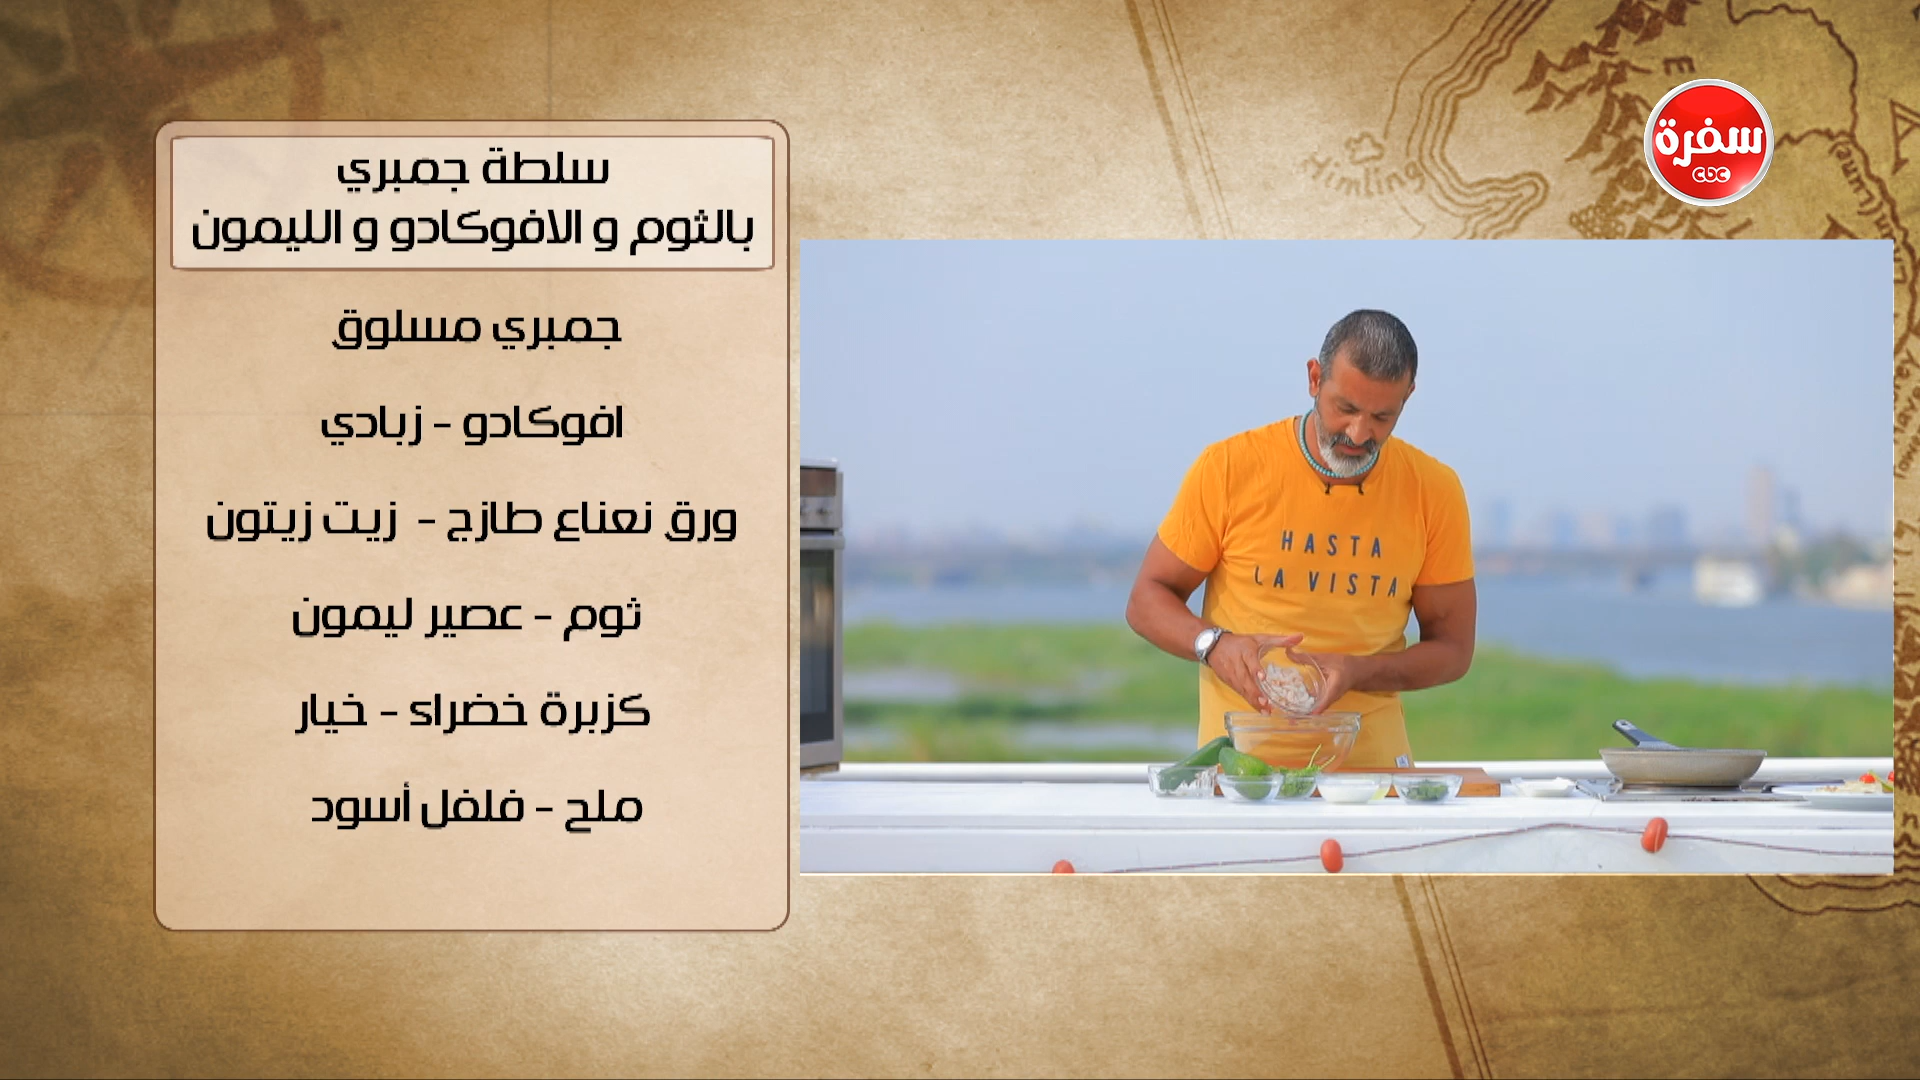 سلطة جمبري
بالثوم و الافوكادو و الليمون
جمبري مسلوق
افوكادو - زبادي
ورق نعناع طازج - زيت زيتون
ثوم - عصير ليمون
كزبرة خضراء - خيار
ملح - فلفل أسود
سفرة
cbc
HASTA
LA VISTA
Himling